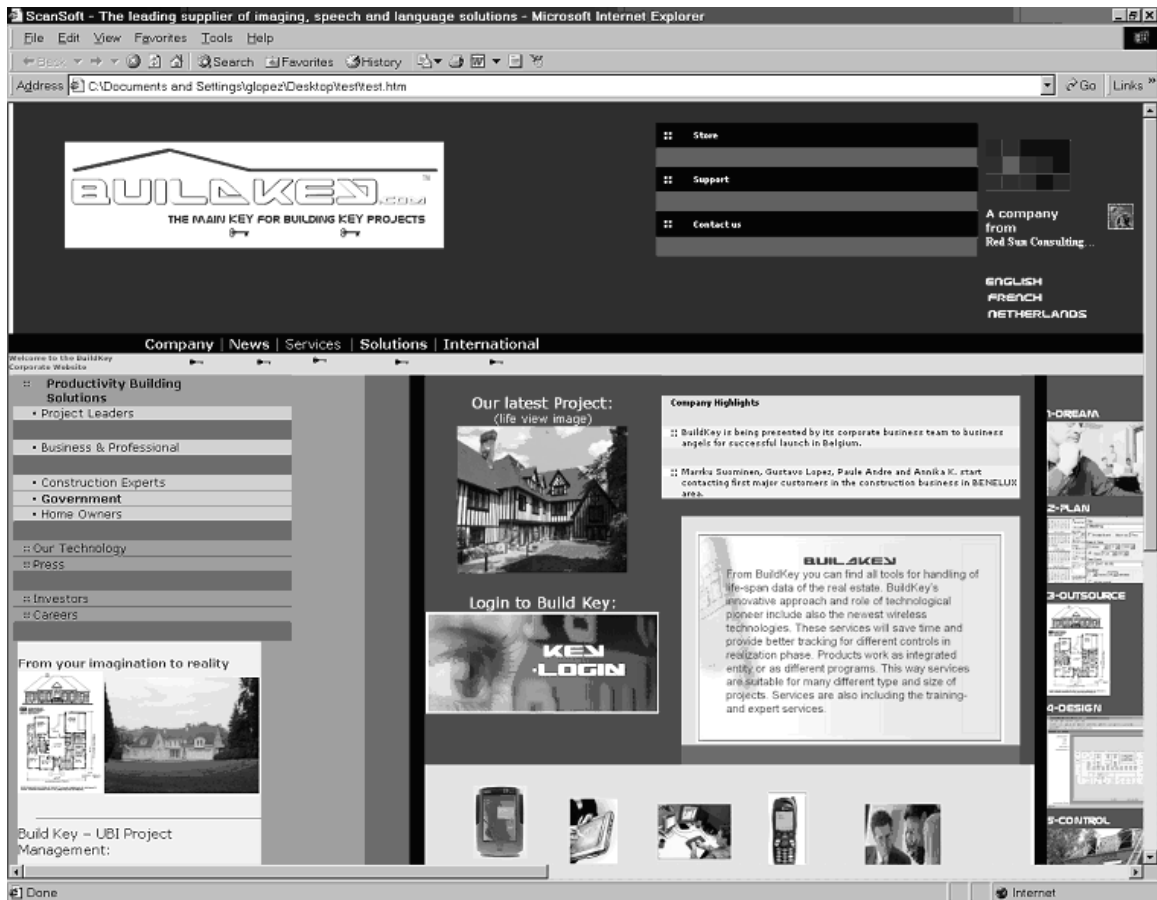 ScanSoft - The leading supplier of imaging, speech and language solutions - Microsoft Internet Explorer
File Edit View Favorites Tools Help
Back Search Favorites History
Address C:\Documents and Settings\glopez\Desktop\test\test.htm Go Links »
BUILDKEY.COM
™
THE MAIN KEY FOR BUILDING KEY PROJECTS
:: Store
:: Support
:: Contact us
A company
from
Red Sun Consulting...
ENGLISH
FRENCH
NETHERLANDS
Company | News | Services | Solutions | International
Welcome to the BuildKey
Corporate Website
:: Productivity Building
Solutions
• Project Leaders
• Business & Professional
• Construction Experts
• Government
• Home Owners
:: Our Technology
:: Press
:: Investors
:: Careers
From your imagination to reality
Build Key – UBI Project
Management:
Our latest Project:
(life view image)
Login to Build Key:
KEY
·LOGIN
Company Highlights
:: BuildKey is being presented by its corporate business team to business
angels for successful launch in Belgium.
:: Marrku Suominen, Gustavo Lopez, Paule Andre and Annika K. start
contacting first major customers in the construction business in BENELUX
area.
BUILDKEY
From BuildKey you can find all tools for handling of
life-span data of the real estate. BuildKey's
innovative approach and role of technological
pioneer include also the newest wireless
technologies. These services will save time and
provide better tracking for different controls in
realization phase. Products work as integrated
entity or as different programs. This way services
are suitable for many different type and size of
projects. Services are also including the training-
and expert services.
1-DREAM
2-PLAN
3-OUTSOURCE
4-DESIGN
5-CONTROL
Done
Internet